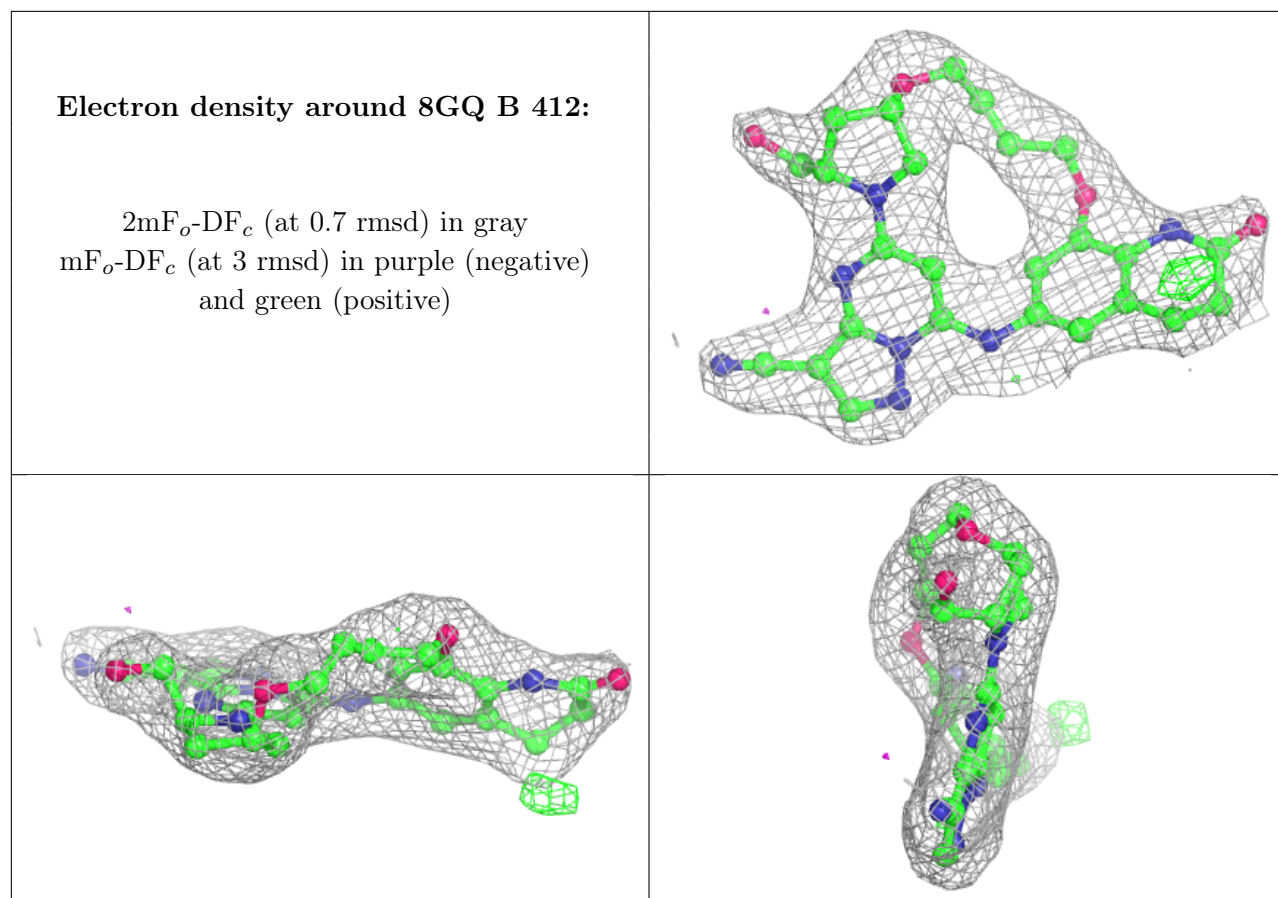 Electron density around 8GQ B 412:
2mFo-DFc (at 0.7 rmsd) in gray
mFo-DFc (at 3 rmsd) in purple (negative)
and green (positive)